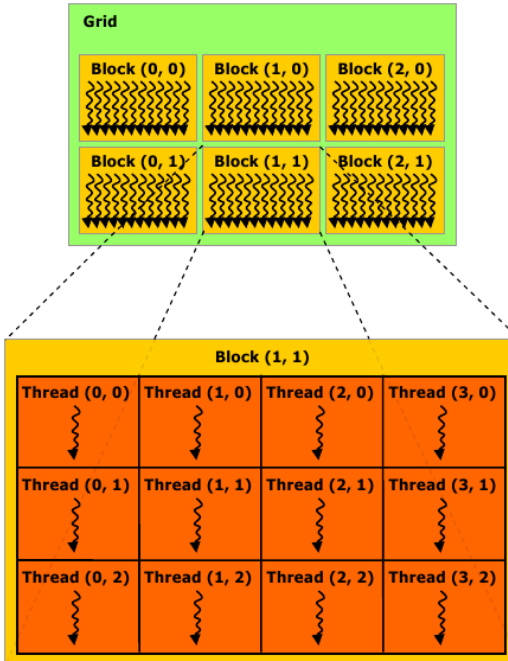 Grid
Block (0, 0) Block (1, 0) Block (2, 0)
Block (0, 1) Block (1, 1) Block (2, 1)
Block (1, 1)
Thread (0, 0) Thread (1, 0) Thread (2, 0) Thread (3, 0)
Thread (0, 1) Thread (1, 1) Thread (2, 1) Thread (3, 1)
Thread (0, 2) Thread (1, 2) Thread (2, 2) Thread (3, 2)